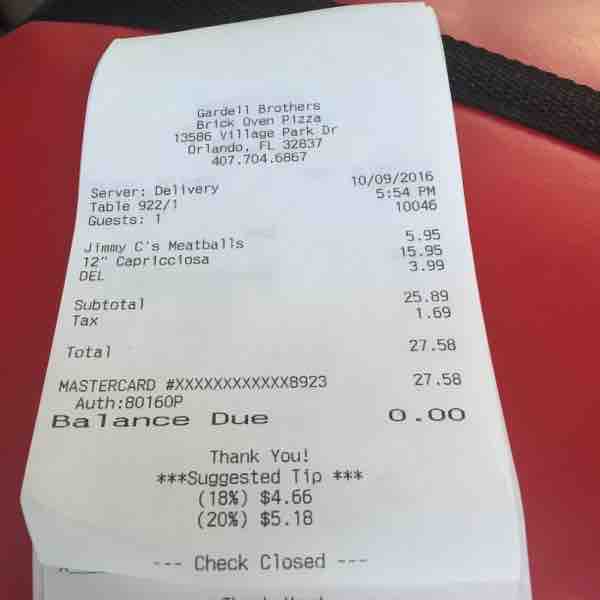 Gardell Brothers
Brick Oven Pizza
13586 Village Park Dr
Orlando, FL 32837
407.704.6867
Server: Delivery 10/09/2016
Table 922/1 5:54 PM
Guests: 1 10046
Jimmy C's Meatballs 5.95
12" Capricciosa 15.95
DEL 3.99
Subtotal 25.89
Tax 1.69
Total 27.58
MASTERCARD #XXXXXXXXXXXX8923 27.58
Auth:80160P
Balance Due 0.00
Thank You!
***Suggested Tip ***
(18%) $4.66
(20%) $5.18
--- Check Closed ---